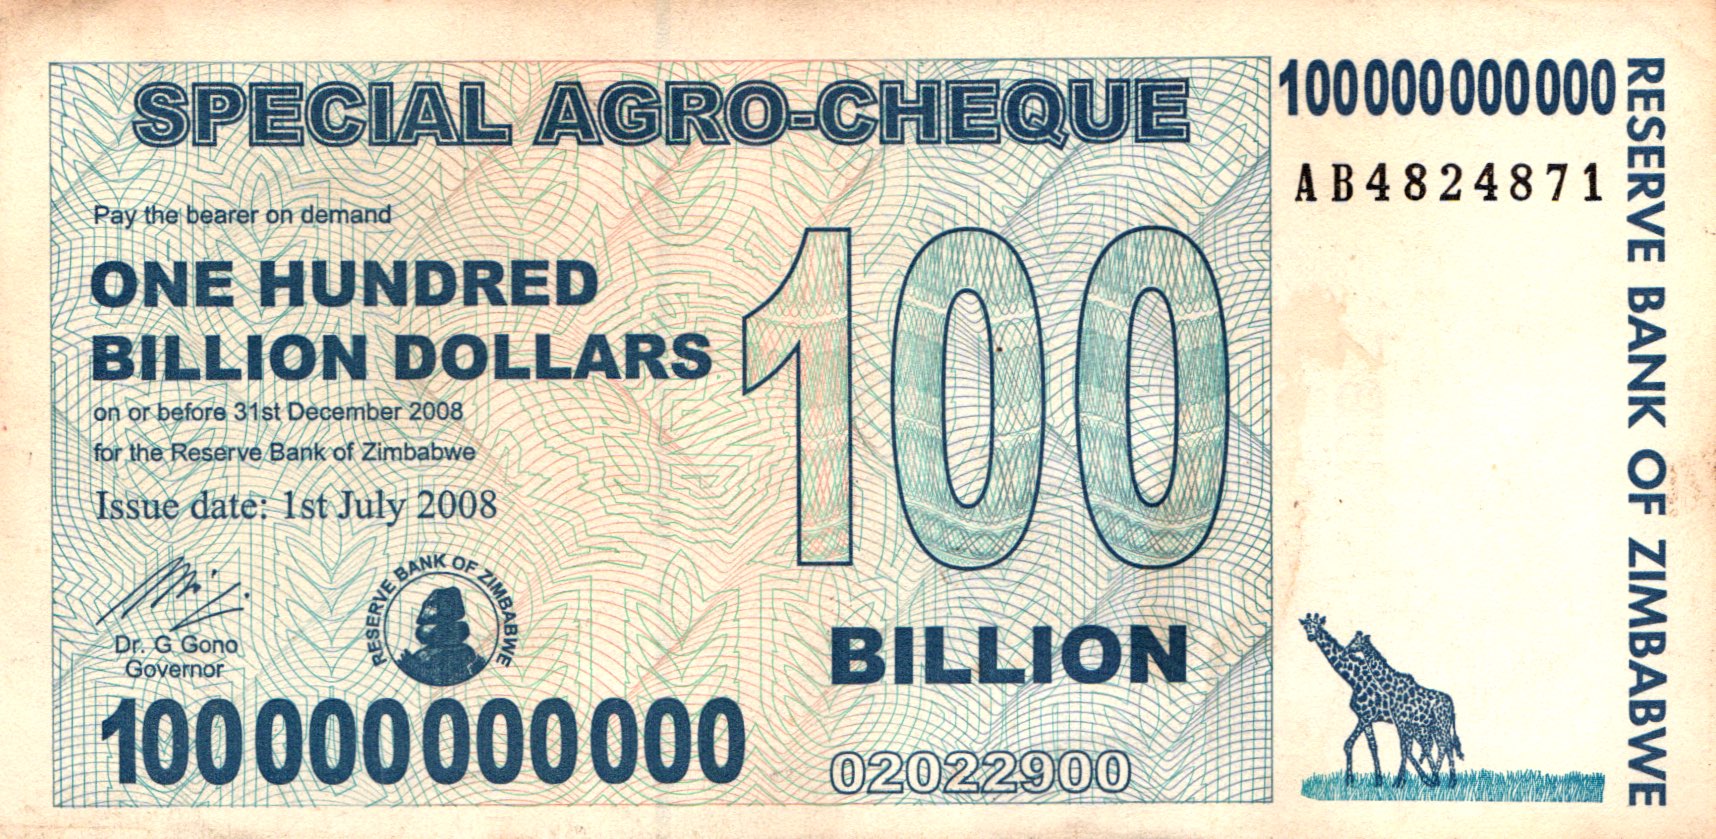 SPECIAL AGRO-CHEQUE
100000000000
AB4824871
Pay the bearer on demand
ONE HUNDRED
BILLION DOLLARS
on or before 31st December 2008
for the Reserve Bank of Zimbabwe
Issue date: 1st July 2008
100
BILLION
Dr. G Gono
Governor
RESERVE BANK OF ZIMBABWE
100 000 000 000
02022900
RESERVE BANK OF ZIMBABWE